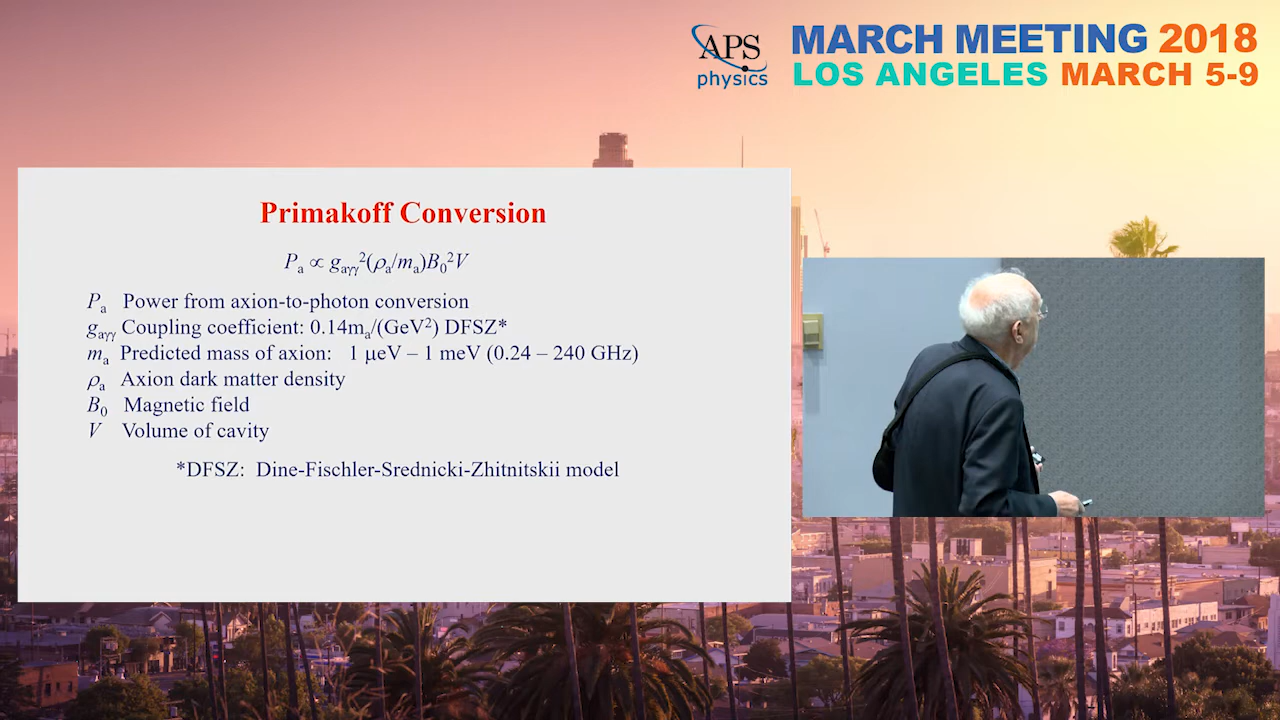 APS
physics
MARCH MEETING 2018
LOS ANGELES MARCH 5-9
Primakoff Conversion
Pₐ ∝ gₐγγ²(ρₐ/mₐ)B₀²V
Pₐ Power from axion-to-photon conversion
gₐγγ Coupling coefficient: 0.14mₐ/(GeV²) DFSZ*
mₐ Predicted mass of axion: 1 μeV – 1 meV (0.24 – 240 GHz)
ρₐ Axion dark matter density
B₀ Magnetic field
V Volume of cavity
*DFSZ: Dine-Fischler-Srednicki-Zhitnitskii model